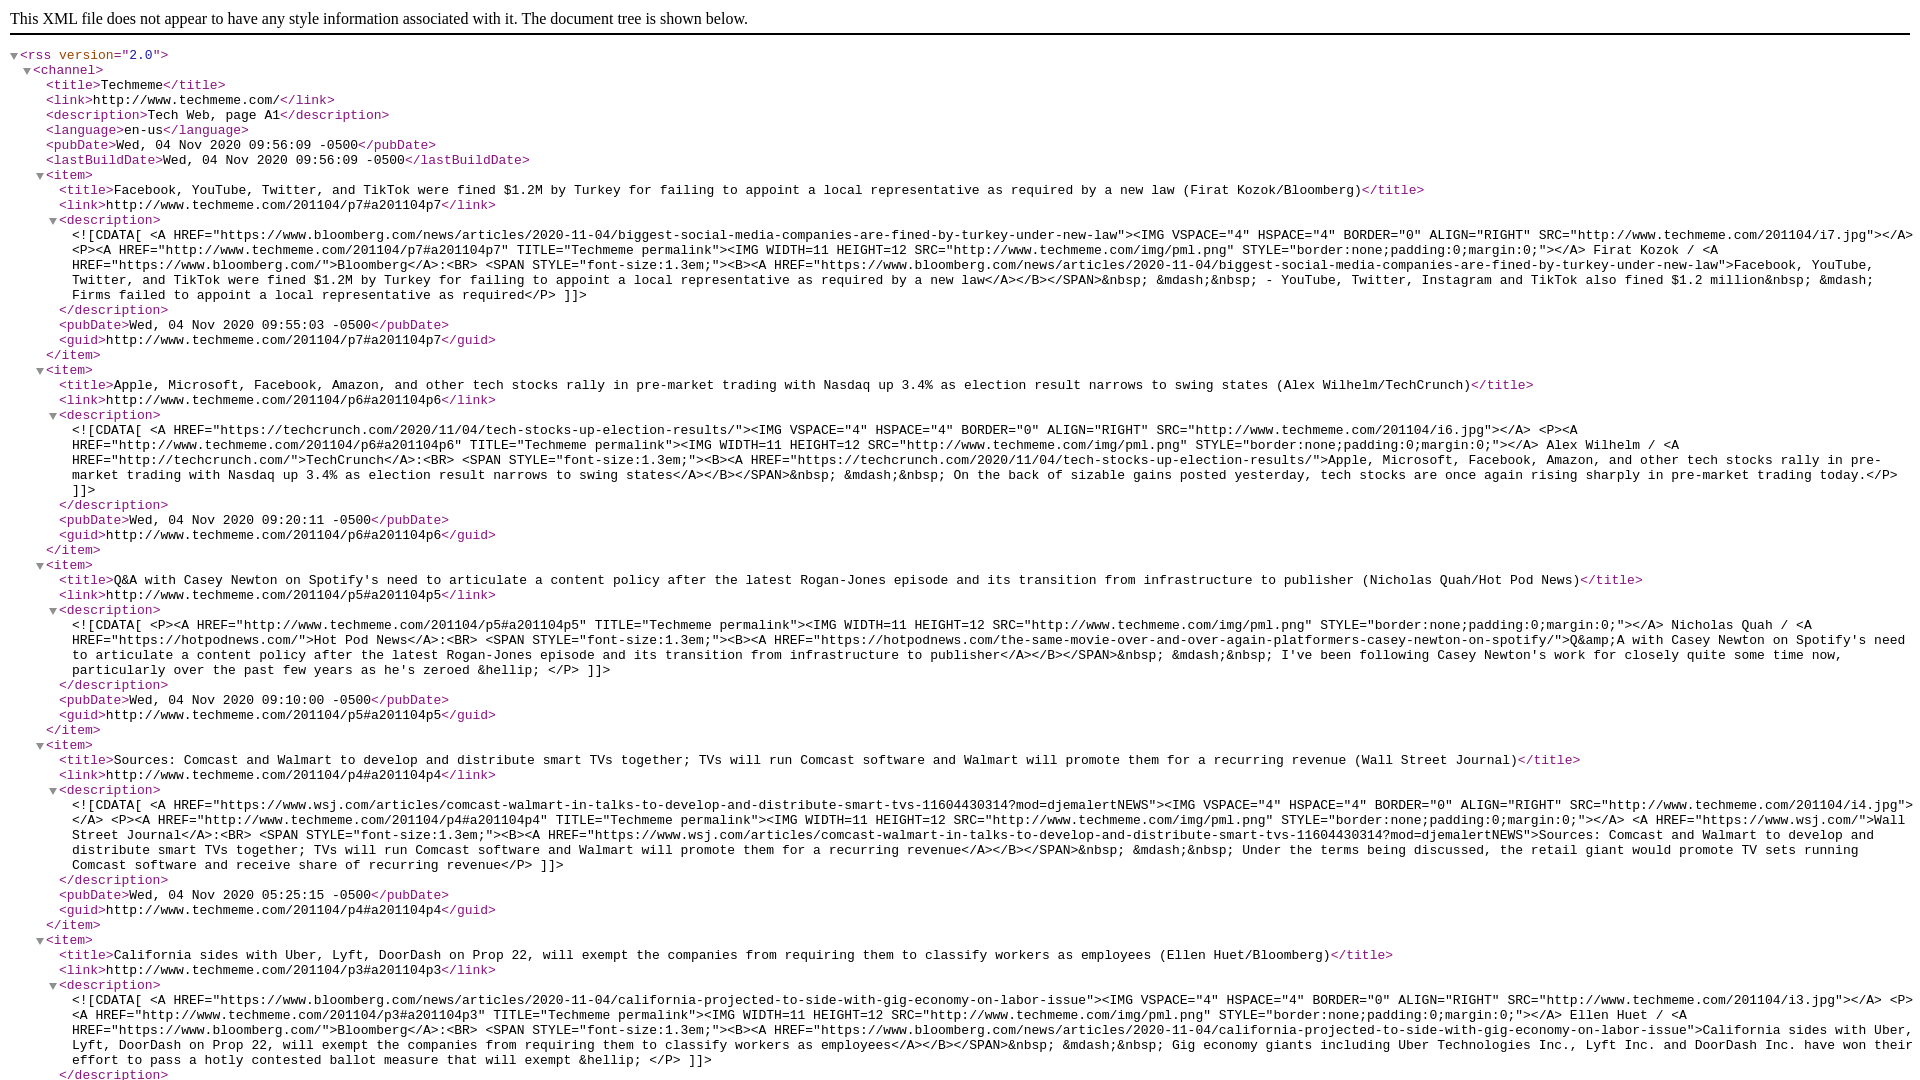 This XML file does not appear to have any style information associated with it. The document tree is shown below.
<rss version="2.0">
<channel>
<title>Techmeme</title>
<link>http://www.techmeme.com/</link>
<description>Tech Web, page A1</description>
<language>en-us</language>
<pubDate>Wed, 04 Nov 2020 09:56:09 -0500</pubDate>
<lastBuildDate>Wed, 04 Nov 2020 09:56:09 -0500</lastBuildDate>
<item>
<title>Facebook, YouTube, Twitter, and TikTok were fined $1.2M by Turkey for failing to appoint a local representative as required by a new law (Firat Kozok/Bloomberg)</title>
<link>http://www.techmeme.com/201104/p7#a201104p7</link>
<description>
<![CDATA[ <A HREF="https://www.bloomberg.com/news/articles/2020-11-04/biggest-social-media-companies-are-fined-by-turkey-under-new-law"><IMG VSPACE="4" HSPACE="4" BORDER="0" ALIGN="RIGHT" SRC="http://www.techmeme.com/201104/i7.jpg"></A>
<P><A HREF="http://www.techmeme.com/201104/p7#a201104p7" TITLE="Techmeme permalink"><IMG WIDTH=11 HEIGHT=12 SRC="http://www.techmeme.com/img/pml.png" STYLE="border:none;padding:0;margin:0;"></A> Firat Kozok / <A
HREF="https://www.bloomberg.com/">Bloomberg</A>:<BR> <SPAN STYLE="font-size:1.3em;"><B><A HREF="https://www.bloomberg.com/news/articles/2020-11-04/biggest-social-media-companies-are-fined-by-turkey-under-new-law">Facebook, YouTube,
Twitter, and TikTok were fined $1.2M by Turkey for failing to appoint a local representative as required by a new law</A></B></SPAN>&nbsp; &mdash;&nbsp; - YouTube, Twitter, Instagram and TikTok also fined $1.2 million&nbsp; &mdash;
Firms failed to appoint a local representative as required</P> ]]>
</description>
<pubDate>Wed, 04 Nov 2020 09:55:03 -0500</pubDate>
<guid>http://www.techmeme.com/201104/p7#a201104p7</guid>
</item>
<item>
<title>Apple, Microsoft, Facebook, Amazon, and other tech stocks rally in pre-market trading with Nasdaq up 3.4% as election result narrows to swing states (Alex Wilhelm/TechCrunch)</title>
<link>http://www.techmeme.com/201104/p6#a201104p6</link>
<description>
<![CDATA[ <A HREF="https://techcrunch.com/2020/11/04/tech-stocks-up-election-results/"><IMG VSPACE="4" HSPACE="4" BORDER="0" ALIGN="RIGHT" SRC="http://www.techmeme.com/201104/i6.jpg"></A> <P><A
HREF="http://www.techmeme.com/201104/p6#a201104p6" TITLE="Techmeme permalink"><IMG WIDTH=11 HEIGHT=12 SRC="http://www.techmeme.com/img/pml.png" STYLE="border:none;padding:0;margin:0;"></A> Alex Wilhelm / <A
HREF="http://techcrunch.com/">TechCrunch</A>:<BR> <SPAN STYLE="font-size:1.3em;"><B><A HREF="https://techcrunch.com/2020/11/04/tech-stocks-up-election-results/">Apple, Microsoft, Facebook, Amazon, and other tech stocks rally in pre-
market trading with Nasdaq up 3.4% as election result narrows to swing states</A></B></SPAN>&nbsp; &mdash;&nbsp; On the back of sizable gains posted yesterday, tech stocks are once again rising sharply in pre-market trading today.</P>
]]>
</description>
<pubDate>Wed, 04 Nov 2020 09:20:11 -0500</pubDate>
<guid>http://www.techmeme.com/201104/p6#a201104p6</guid>
</item>
<item>
<title>Q&A with Casey Newton on Spotify's need to articulate a content policy after the latest Rogan-Jones episode and its transition from infrastructure to publisher (Nicholas Quah/Hot Pod News)</title>
<link>http://www.techmeme.com/201104/p5#a201104p5</link>
<description>
<![CDATA[ <P><A HREF="http://www.techmeme.com/201104/p5#a201104p5" TITLE="Techmeme permalink"><IMG WIDTH=11 HEIGHT=12 SRC="http://www.techmeme.com/img/pml.png" STYLE="border:none;padding:0;margin:0;"></A> Nicholas Quah / <A
HREF="https://hotpodnews.com/">Hot Pod News</A>:<BR> <SPAN STYLE="font-size:1.3em;"><B><A HREF="https://hotpodnews.com/the-same-movie-over-and-over-again-platformers-casey-newton-on-spotify/">Q&amp;A with Casey Newton on Spotify's need
to articulate a content policy after the latest Rogan-Jones episode and its transition from infrastructure to publisher</A></B></SPAN>&nbsp; &mdash;&nbsp; I've been following Casey Newton's work for closely quite some time now,
particularly over the past few years as he's zeroed &hellip; </P> ]]>
</description>
<pubDate>Wed, 04 Nov 2020 09:10:00 -0500</pubDate>
<guid>http://www.techmeme.com/201104/p5#a201104p5</guid>
</item>
<item>
<title>Sources: Comcast and Walmart to develop and distribute smart TVs together; TVs will run Comcast software and Walmart will promote them for a recurring revenue (Wall Street Journal)</title>
<link>http://www.techmeme.com/201104/p4#a201104p4</link>
<description>
<![CDATA[ <A HREF="https://www.wsj.com/articles/comcast-walmart-in-talks-to-develop-and-distribute-smart-tvs-11604430314?mod=djemalertNEWS"><IMG VSPACE="4" HSPACE="4" BORDER="0" ALIGN="RIGHT" SRC="http://www.techmeme.com/201104/i4.jpg">
</A> <P><A HREF="http://www.techmeme.com/201104/p4#a201104p4" TITLE="Techmeme permalink"><IMG WIDTH=11 HEIGHT=12 SRC="http://www.techmeme.com/img/pml.png" STYLE="border:none;padding:0;margin:0;"></A> <A HREF="https://www.wsj.com/">Wall
Street Journal</A>:<BR> <SPAN STYLE="font-size:1.3em;"><B><A HREF="https://www.wsj.com/articles/comcast-walmart-in-talks-to-develop-and-distribute-smart-tvs-11604430314?mod=djemalertNEWS">Sources: Comcast and Walmart to develop and
distribute smart TVs together; TVs will run Comcast software and Walmart will promote them for a recurring revenue</A></B></SPAN>&nbsp; &mdash;&nbsp; Under the terms being discussed, the retail giant would promote TV sets running
Comcast software and receive share of recurring revenue</P> ]]>
</description>
<pubDate>Wed, 04 Nov 2020 05:25:15 -0500</pubDate>
<guid>http://www.techmeme.com/201104/p4#a201104p4</guid>
</item>
<item>
<title>California sides with Uber, Lyft, DoorDash on Prop 22, will exempt the companies from requiring them to classify workers as employees (Ellen Huet/Bloomberg)</title>
<link>http://www.techmeme.com/201104/p3#a201104p3</link>
<description>
<![CDATA[ <A HREF="https://www.bloomberg.com/news/articles/2020-11-04/california-projected-to-side-with-gig-economy-on-labor-issue"><IMG VSPACE="4" HSPACE="4" BORDER="0" ALIGN="RIGHT" SRC="http://www.techmeme.com/201104/i3.jpg"></A> <P>
<A HREF="http://www.techmeme.com/201104/p3#a201104p3" TITLE="Techmeme permalink"><IMG WIDTH=11 HEIGHT=12 SRC="http://www.techmeme.com/img/pml.png" STYLE="border:none;padding:0;margin:0;"></A> Ellen Huet / <A
HREF="https://www.bloomberg.com/">Bloomberg</A>:<BR> <SPAN STYLE="font-size:1.3em;"><B><A HREF="https://www.bloomberg.com/news/articles/2020-11-04/california-projected-to-side-with-gig-economy-on-labor-issue">California sides with Uber,
Lyft, DoorDash on Prop 22, will exempt the companies from requiring them to classify workers as employees</A></B></SPAN>&nbsp; &mdash;&nbsp; Gig economy giants including Uber Technologies Inc., Lyft Inc. and DoorDash Inc. have won their
effort to pass a hotly contested ballot measure that will exempt &hellip; </P> ]]>
</description>